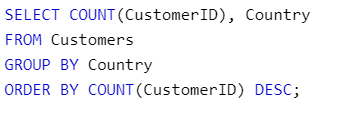 SELECT COUNT(CustomerID), Country
FROM Customers
GROUP BY Country
ORDER BY COUNT(CustomerID) DESC;